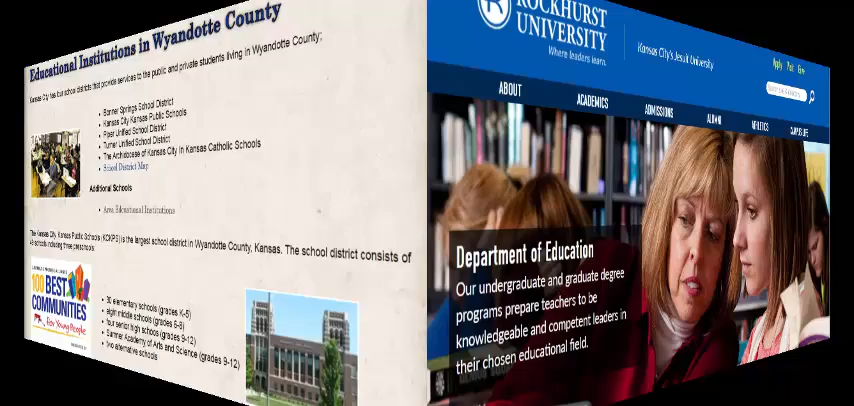 Educational Institutions in Wyandotte County
Kansas City has four school districts that provide services to the public and private students living in Wyandotte County:
Bonner Springs School District
Kansas City Kansas Public Schools
Piper Unified School District
Turner Unified School District
The Archdiocese of Kansas City in Kansas Catholic Schools
School District Map
Additional Schools
Area Educational Institutions
The Kansas City, Kansas Public Schools (KCKPS) is the largest school district in Wyandotte County, Kansas. The school district consists of
schools including three preschools:
100 BEST
COMMUNITIES
For Young People
30 elementary schools (grades K-5)
eight middle schools (grades 6-8)
four senior high schools (grades 9-12)
Sumner Academy of Arts and Science (grades 9-12)
two alternative schools
ROCKHURST
UNIVERSITY
Where leaders learn.
Kansas City's Jesuit University
Apply Visit Give
ABOUT
ACADEMICS
ADMISSIONS
ALUMNI
ATHLETICS
CAMPUS LIFE
Department of Education
Our undergraduate and graduate degree
programs prepare teachers to be
knowledgeable and competent leaders in
their chosen educational field.